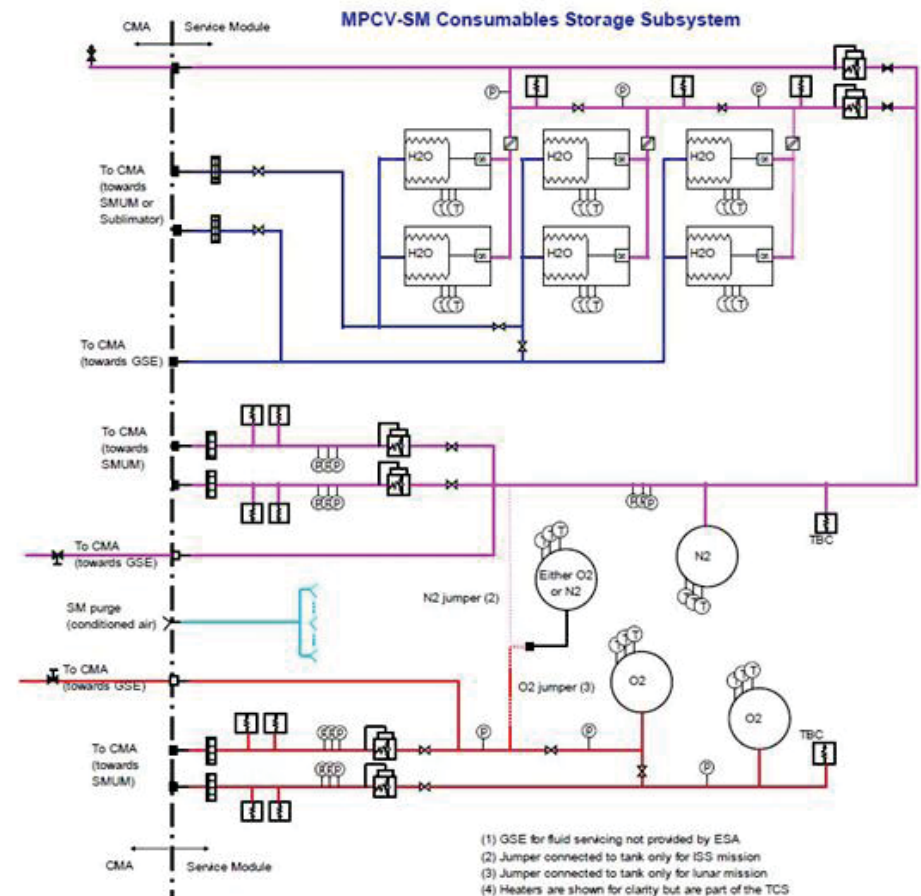 MPCV-SM Consumables Storage Subsystem
CMA
Service Module
P
P
P
To CMA
(towards
SMUM or
Sublimator)
H2O
H2O
H2O
T
T
T
H2O
H2O
H2O
T
T
T
To CMA
(towards GSE)
To CMA
(towards
SMUM)
P
P
P
P
P
P
TBC
To CMA
(towards GSE)
N2
T
T
T
Either O2
or N2
N2 jumper (2)
SM purge
(conditioned air)
T
T
T
To CMA
(towards GSE)
O2 jumper (3)
O2
T
T
T
O2
P
P
TBC
To CMA
(towards
SMUM)
P
CMA
Service Module
(1) GSE for fluid servicing not provided by ESA
(2) Jumper connected to tank only for ISS mission
(3) Jumper connected to tank only for lunar mission
(4) Heaters are shown for clarity but are part of the TCS